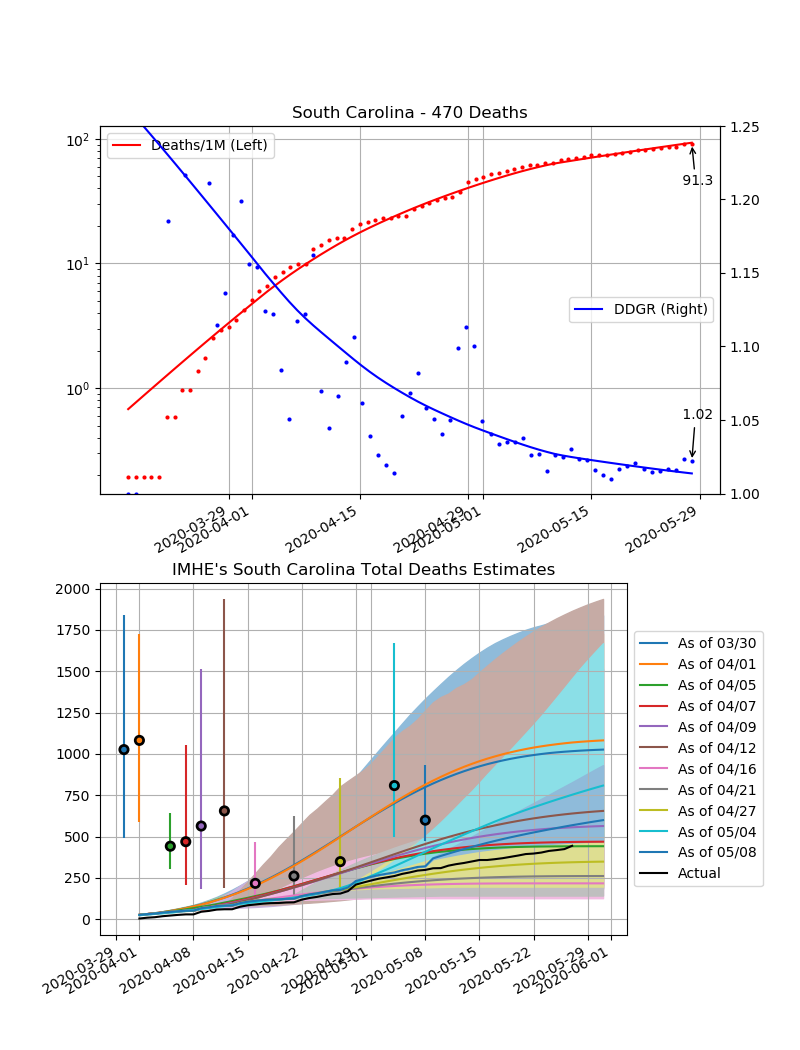 South Carolina - 470 Deaths
10²
10¹
10⁰
Deaths/1M (Left)
1.25
1.20
1.15
1.10
1.05
1.00
91.3
DDGR (Right)
1.02
2020-03-29
2020-04-01
2020-04-15
2020-04-29
2020-05-01
2020-05-15
2020-05-29
IMHE's South Carolina Total Deaths Estimates
2000
1750
1500
1250
1000
750
500
250
0
As of 03/30
As of 04/01
As of 04/05
As of 04/07
As of 04/09
As of 04/12
As of 04/16
As of 04/21
As of 04/27
As of 05/04
As of 05/08
Actual
2020-03-29
2020-04-01
2020-04-08
2020-04-15
2020-04-22
2020-04-29
2020-05-01
2020-05-08
2020-05-15
2020-05-22
2020-05-29
2020-06-01